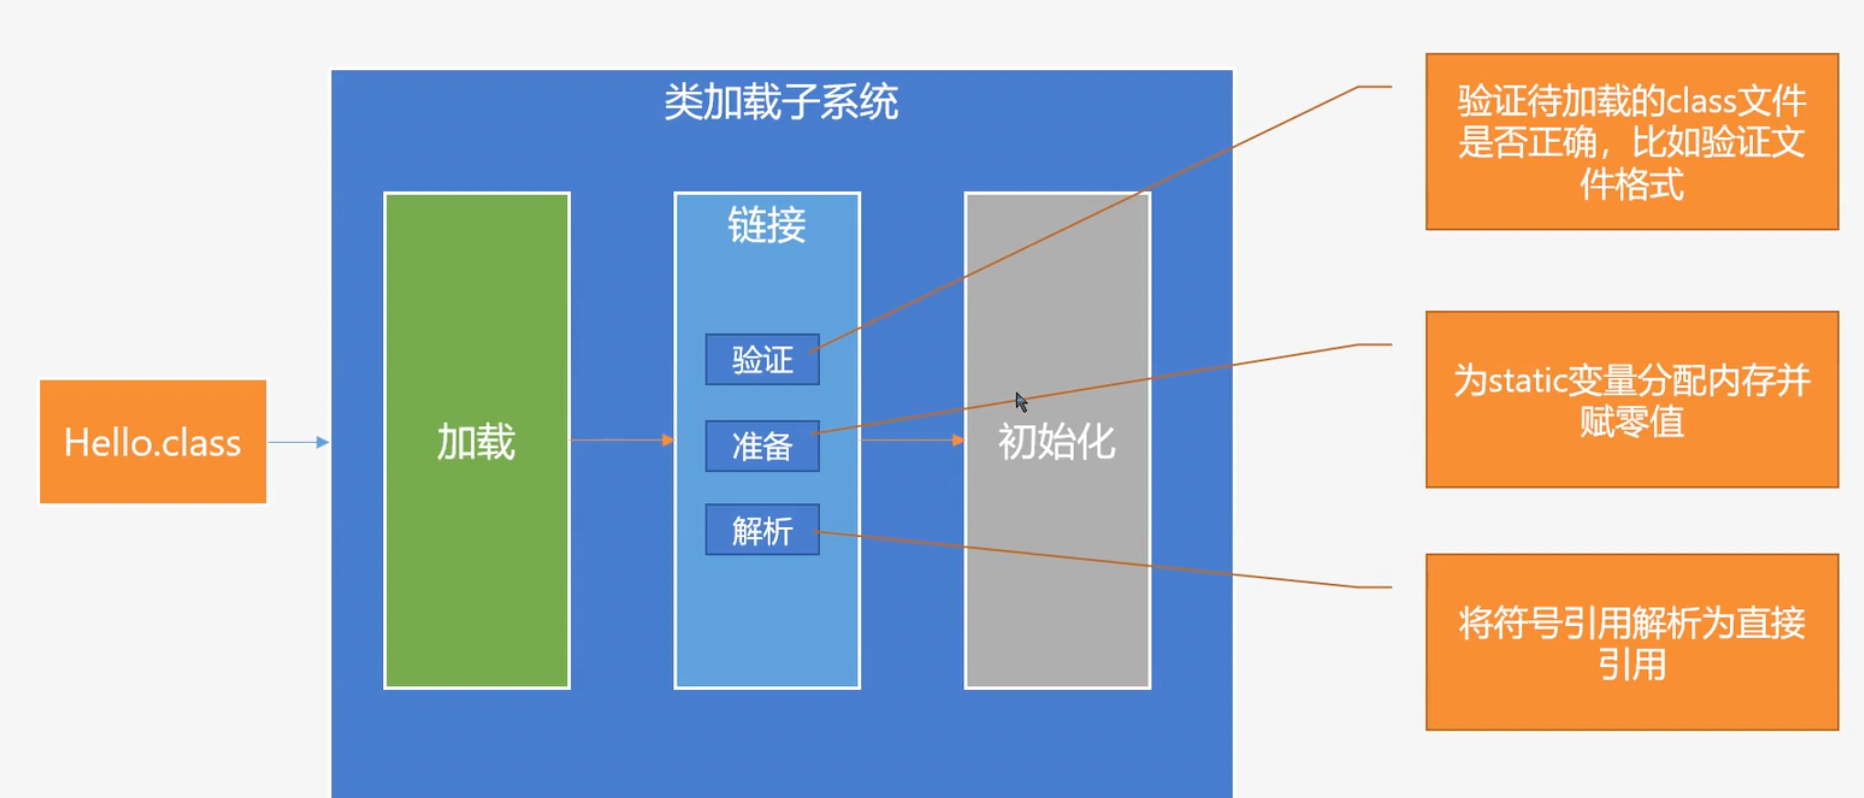 类加载子系统
Hello.class
加载
链接
验证
准备
解析
初始化
验证待加载的class文件
是否正确，比如验证文
件格式
为static变量分配内存并
赋零值
将符号引用解析为直接
引用